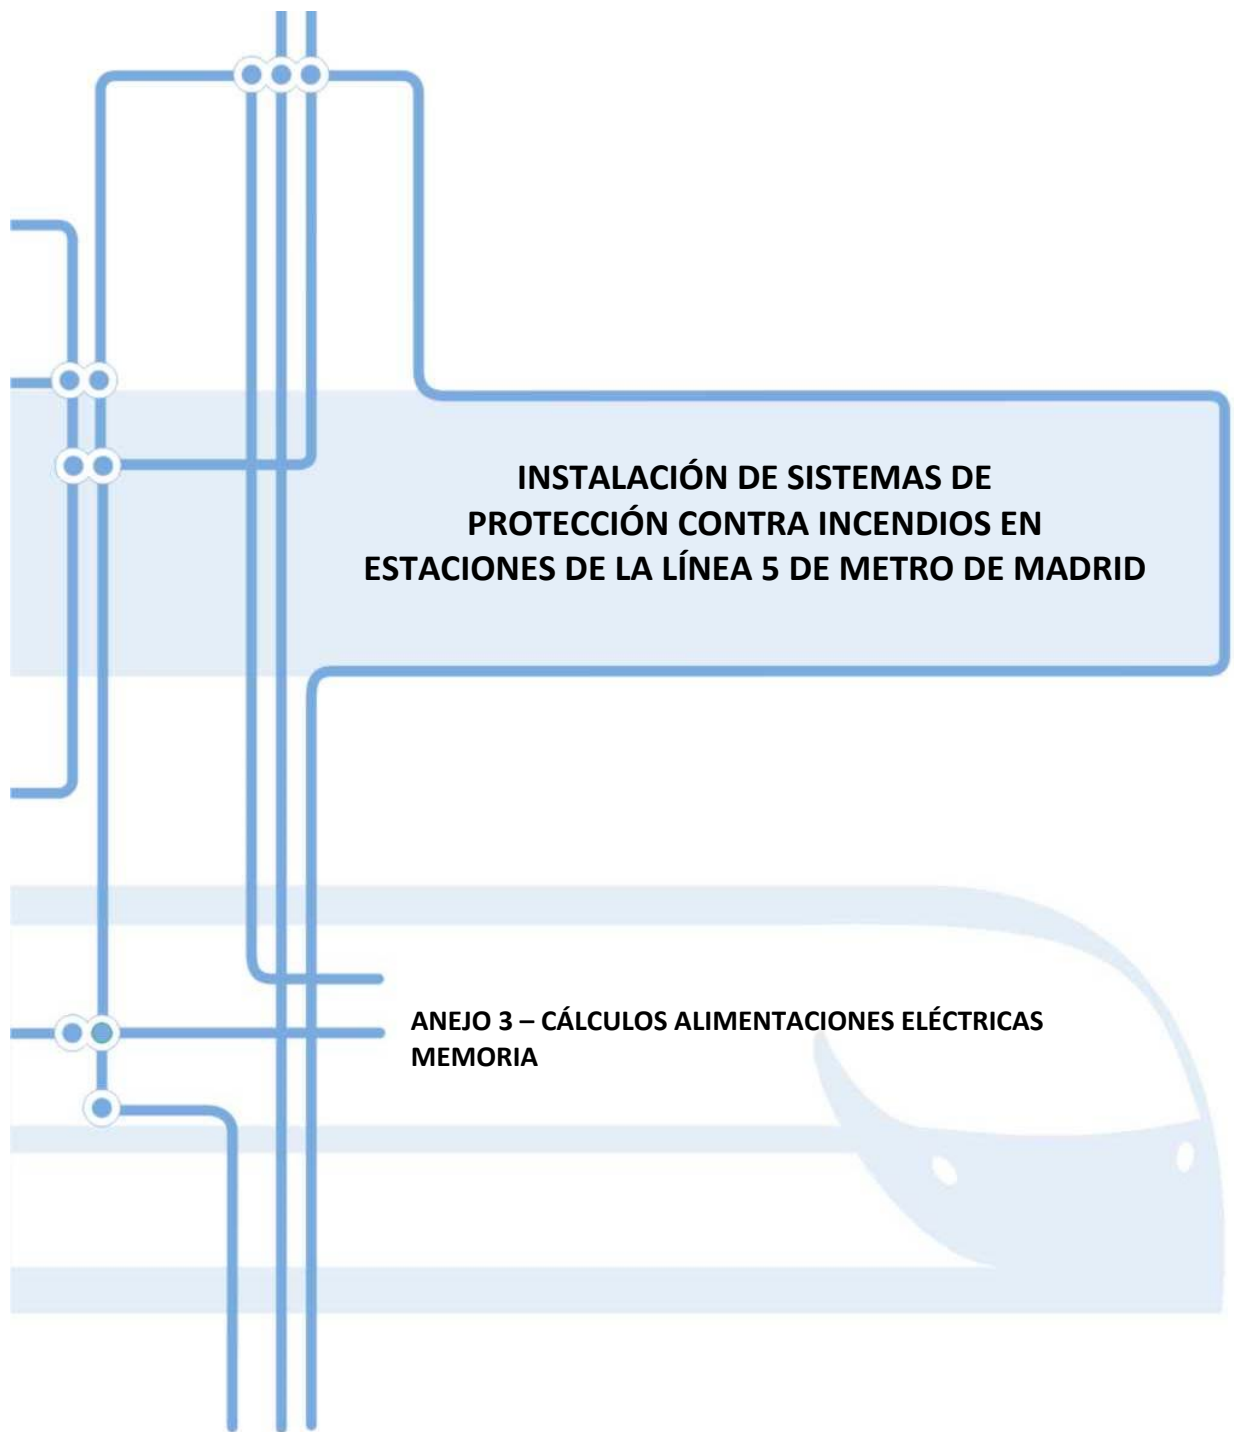 INSTALACIÓN DE SISTEMAS DE
PROTECCIÓN CONTRA INCENDIOS EN
ESTACIONES DE LA LÍNEA 5 DE METRO DE MADRID
ANEJO 3 – CÁLCULOS ALIMENTACIONES ELÉCTRICAS
MEMORIA